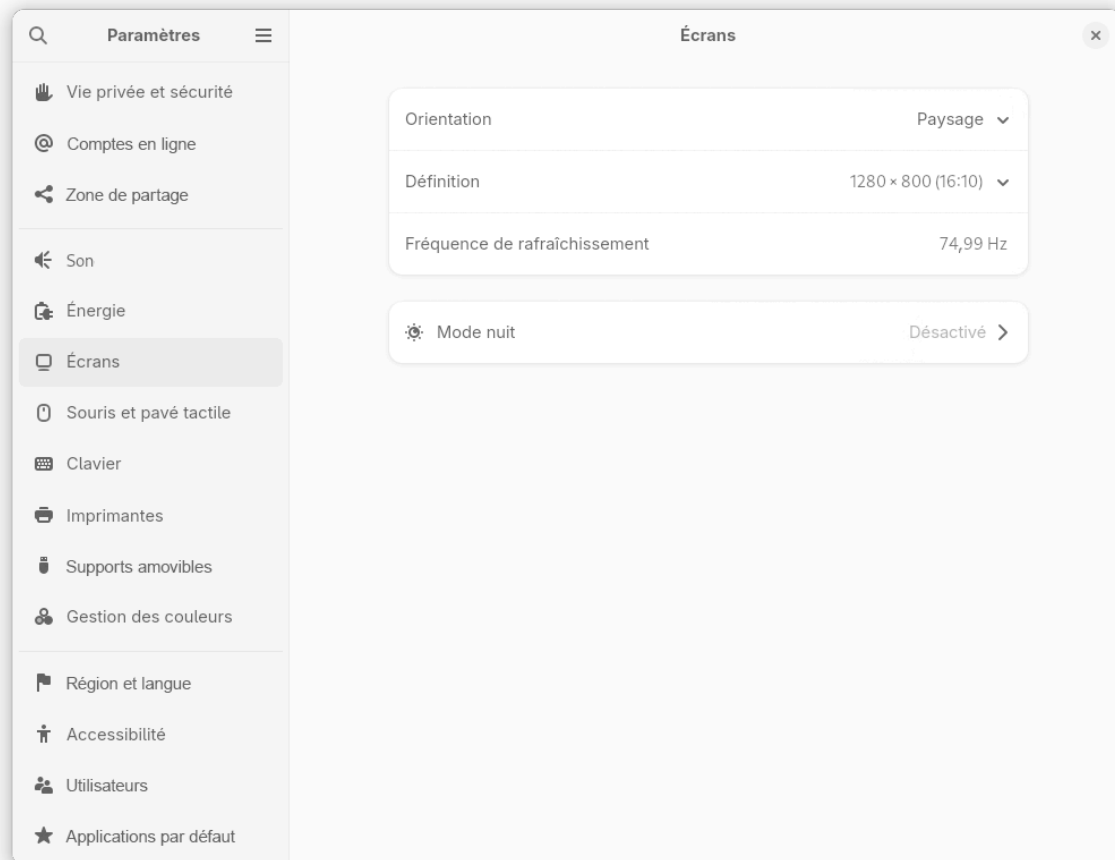 Paramètres
Écrans
Vie privée et sécurité
Comptes en ligne
Zone de partage
Son
Énergie
Écrans
Souris et pavé tactile
Clavier
Imprimantes
Supports amovibles
Gestion des couleurs
Région et langue
Accessibilité
Utilisateurs
Applications par défaut
Orientation Paysage
Définition 1280 × 800 (16:10)
Fréquence de rafraîchissement 74,99 Hz
Mode nuit Désactivé